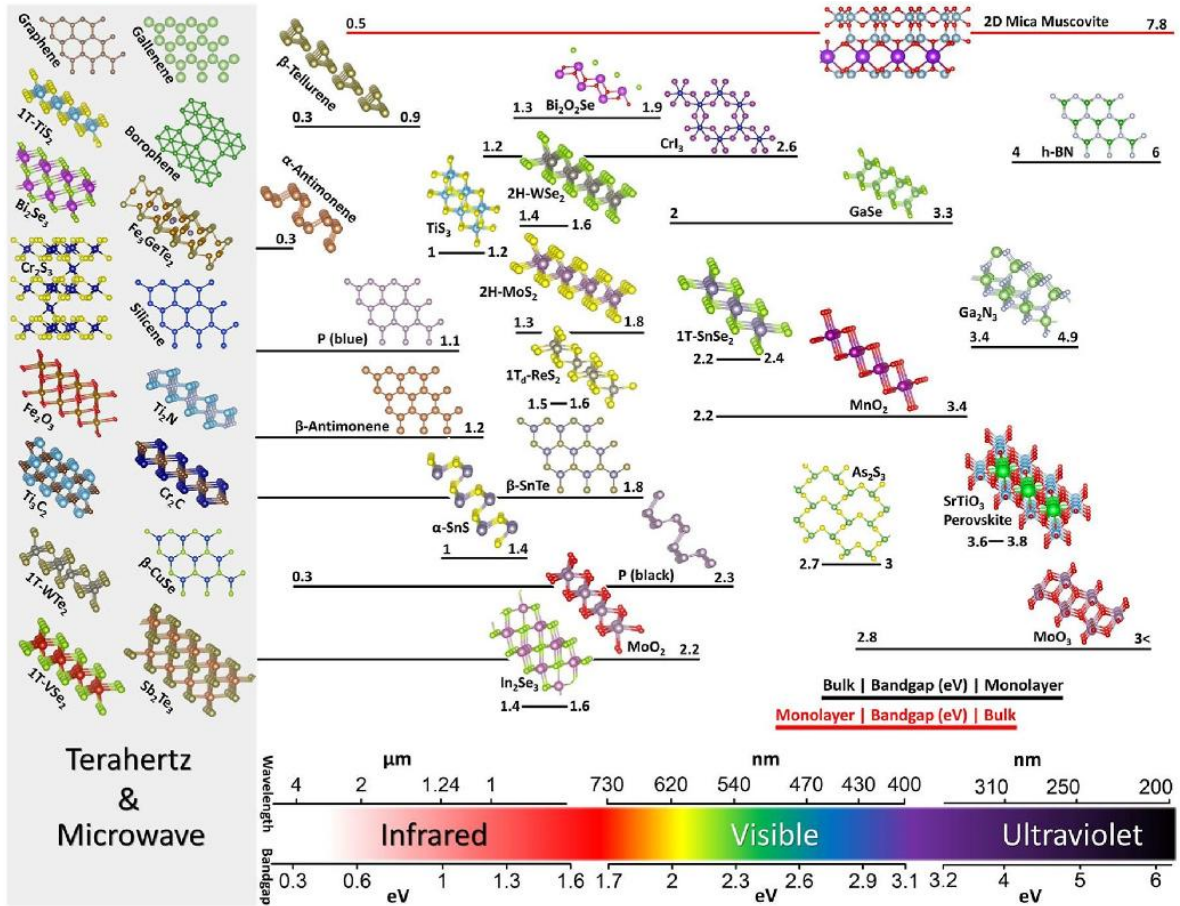 Graphene
Gallenene
1T-TiS₂
Borophene
Bi₂Se₃
Fe₃GeTe₂
Cr₂S₃
Silicene
Fe₂O₃
Ti₂N
Ti₃C₂
Cr₂C
1T-WTe₂
β-CuSe
1T-VSe₂
Sb₂Te₃
Terahertz
&
Microwave
0.5 2D Mica Muscovite 7.8
β-Tellurene
0.3 0.9
1.3 Bi₂O₂Se 1.9
CrI₃
1.2 2.6
h-BN
4 6
α-Antimonene
0.3
TiS₃
1 1.2
2H-WSe₂
1.4 1.6
GaSe
2 3.3
2H-MoS₂
1.3 1.8
P (blue)
1.1
1T-SnSe₂
2.2 2.4
Ga₂N₃
3.4 4.9
1T_d-ReS₂
1.5 1.6
MnO₂
2.2 3.4
β-Antimonene
1.2
β-SnTe
1.8
α-SnS
1 1.4
As₂S₃
2.7 3
SrTiO₃
Perovskite
3.6 3.8
P (black)
0.3 2.3
MoO₂
2.2
In₂Se₃
1.4 1.6
MoO₃
2.8 3<
Bulk | Bandgap (eV) | Monolayer
Monolayer | Bandgap (eV) | Bulk
μm nm nm
Wavelength
4 2 1.24 1 730 620 540 470 430 400 310 250 200
Infrared Visible Ultraviolet
Bandgap
0.3 0.6 1 1.3 1.6 1.7 2 2.3 2.6 2.9 3.1 3.2 4 5 6
eV eV eV